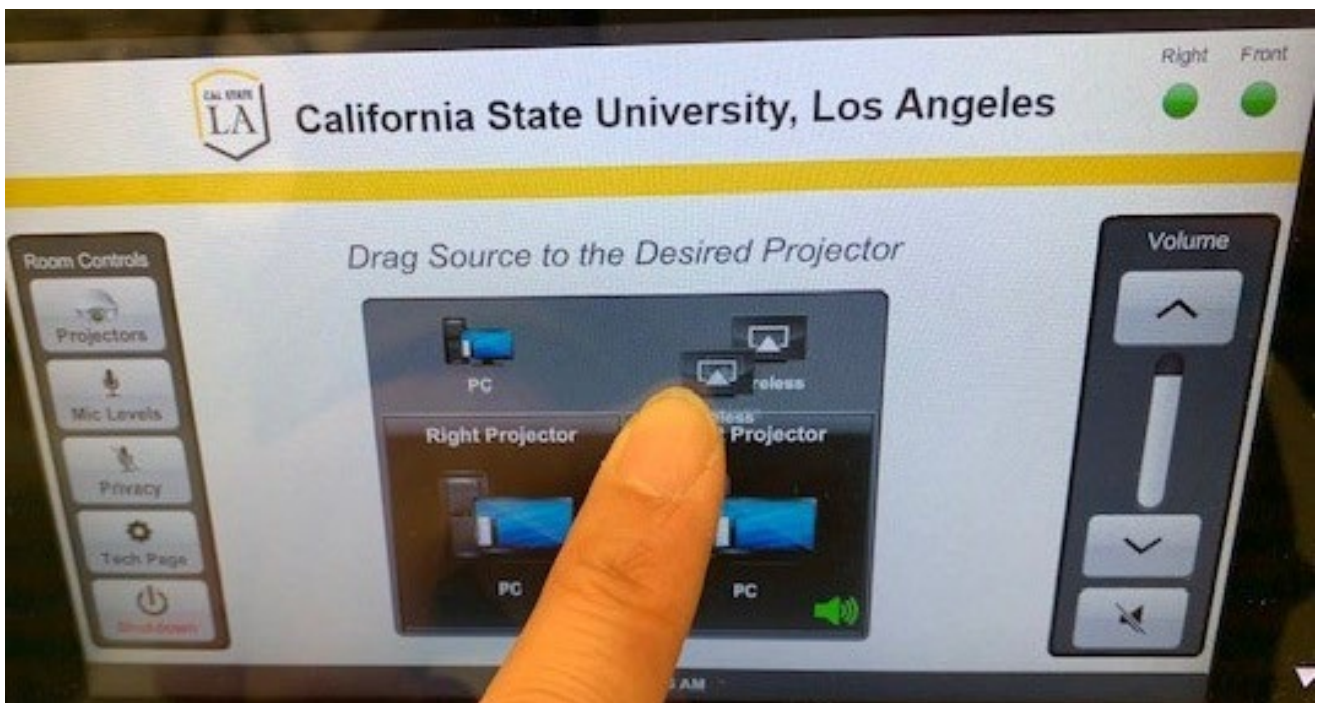 Right Front
CAL STATE
LA
California State University, Los Angeles
Room Controls
Projectors
Mic Levels
Privacy
Tech Page
Shutdown
Drag Source to the Desired Projector
PC
Right Projector
Projector
PC
PC
AM
Volume